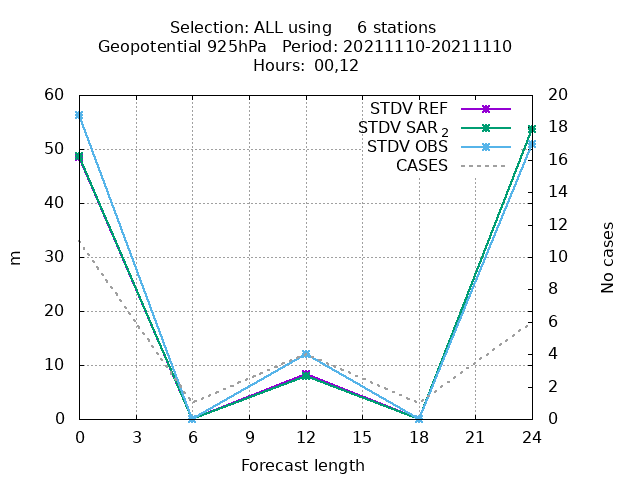 Selection: ALL using     6 stations
Geopotential 925hPa   Period: 20211110-20211110
Hours:  00,12
STDV REF
STDV SAR 2
STDV OBS
CASES
60
50
40
30
20
10
0
m
20
18
16
14
12
10
8
6
4
2
0
No cases
0 3 6 9 12 15 18 21 24
Forecast length